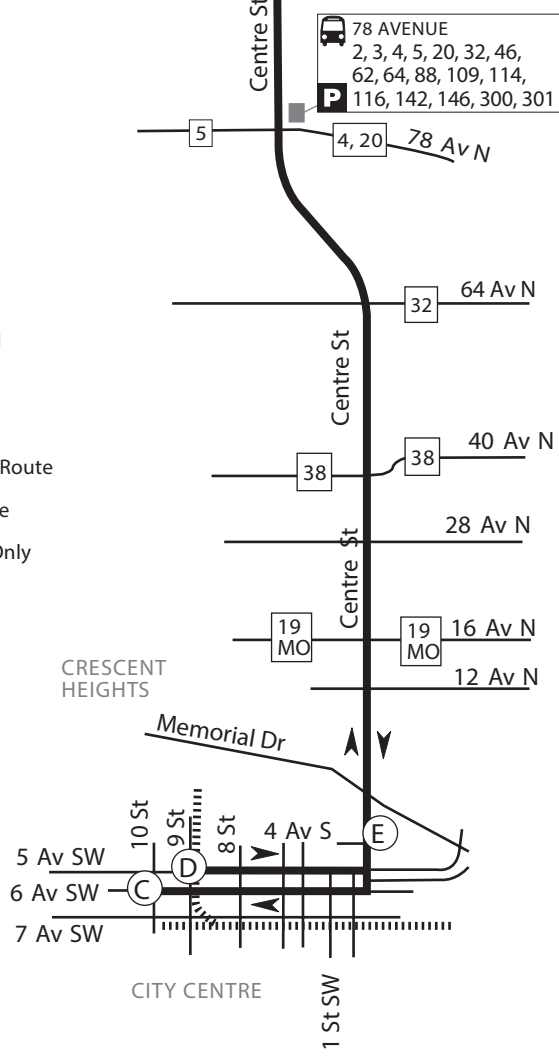 Centre St
78 AVENUE
2, 3, 4, 5, 20, 32, 46,
62, 64, 88, 109, 114,
P
116, 142, 146, 300, 301
5
4, 20
78 Av N
64 Av N
32
Centre St
40 Av N
38
38
Route
e
Only
28 Av N
Centre St
19
MO
19
MO
16 Av N
12 Av N
CRESCENT
HEIGHTS
Memorial Dr
10 St
9 St
8 St
4 Av S
E
5 Av SW
D
6 Av SW
C
7 Av SW
CITY CENTRE
1 St SW